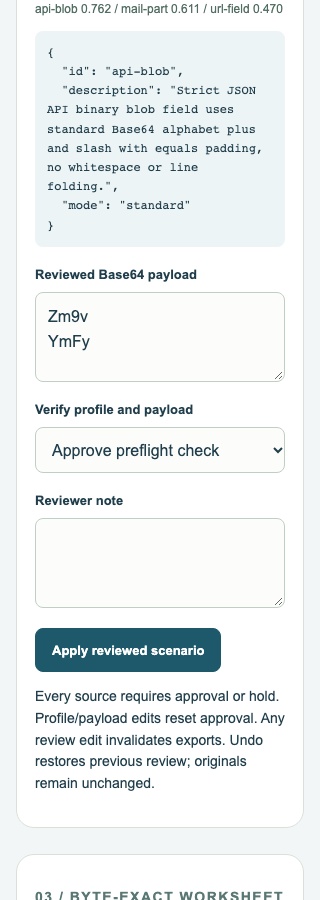 api-blob 0.762 / mail-part 0.611 / url-field 0.470
{
"id": "api-blob",
"description": "Strict JSON
API binary blob field uses
standard Base64 alphabet plus
and slash with equals padding,
no whitespace or line
folding.",
"mode": "standard"
}
Reviewed Base64 payload
Zm9v
YmFy
Verify profile and payload
Approve preflight check
Reviewer note
Apply reviewed scenario
Every source requires approval or hold.
Profile/payload edits reset approval. Any
review edit invalidates exports. Undo
restores previous review; originals
remain unchanged.
03 / BYTE-EXACT WORKSHEET